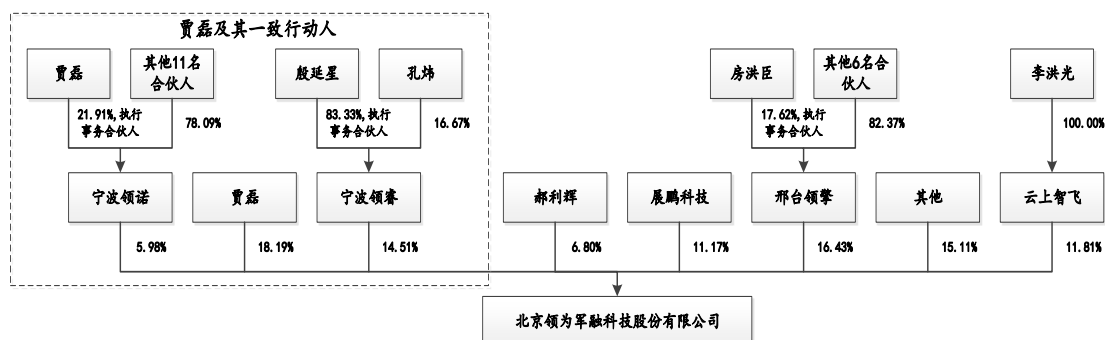 贾磊及其一致行动人
贾磊
其他11名
合伙人
殷延星
孔炜
房洪臣
其他6名合伙
人
李洪光
21.91%,执行
事务合伙人
78.09%
83.33%,执行
事务合伙人
16.67%
17.62%,执行
事务合伙人
82.37%
100.00%
宁波领诺
贾磊
宁波领睿
郝利辉
展鹏科技
邢台领擎
其他
云上智飞
5.98%
18.19%
14.51%
6.80%
11.17%
16.43%
15.11%
11.81%
北京领为军融科技股份有限公司